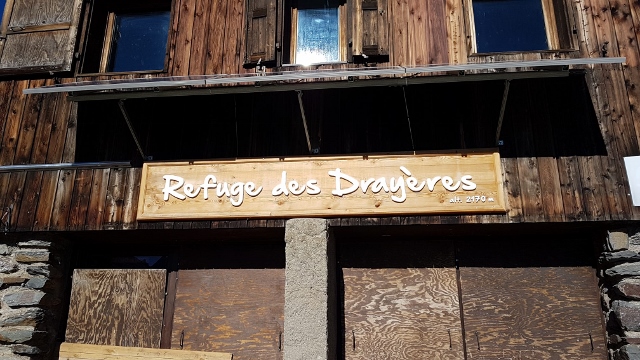 Refuge des Drayères
alt. 2170 m